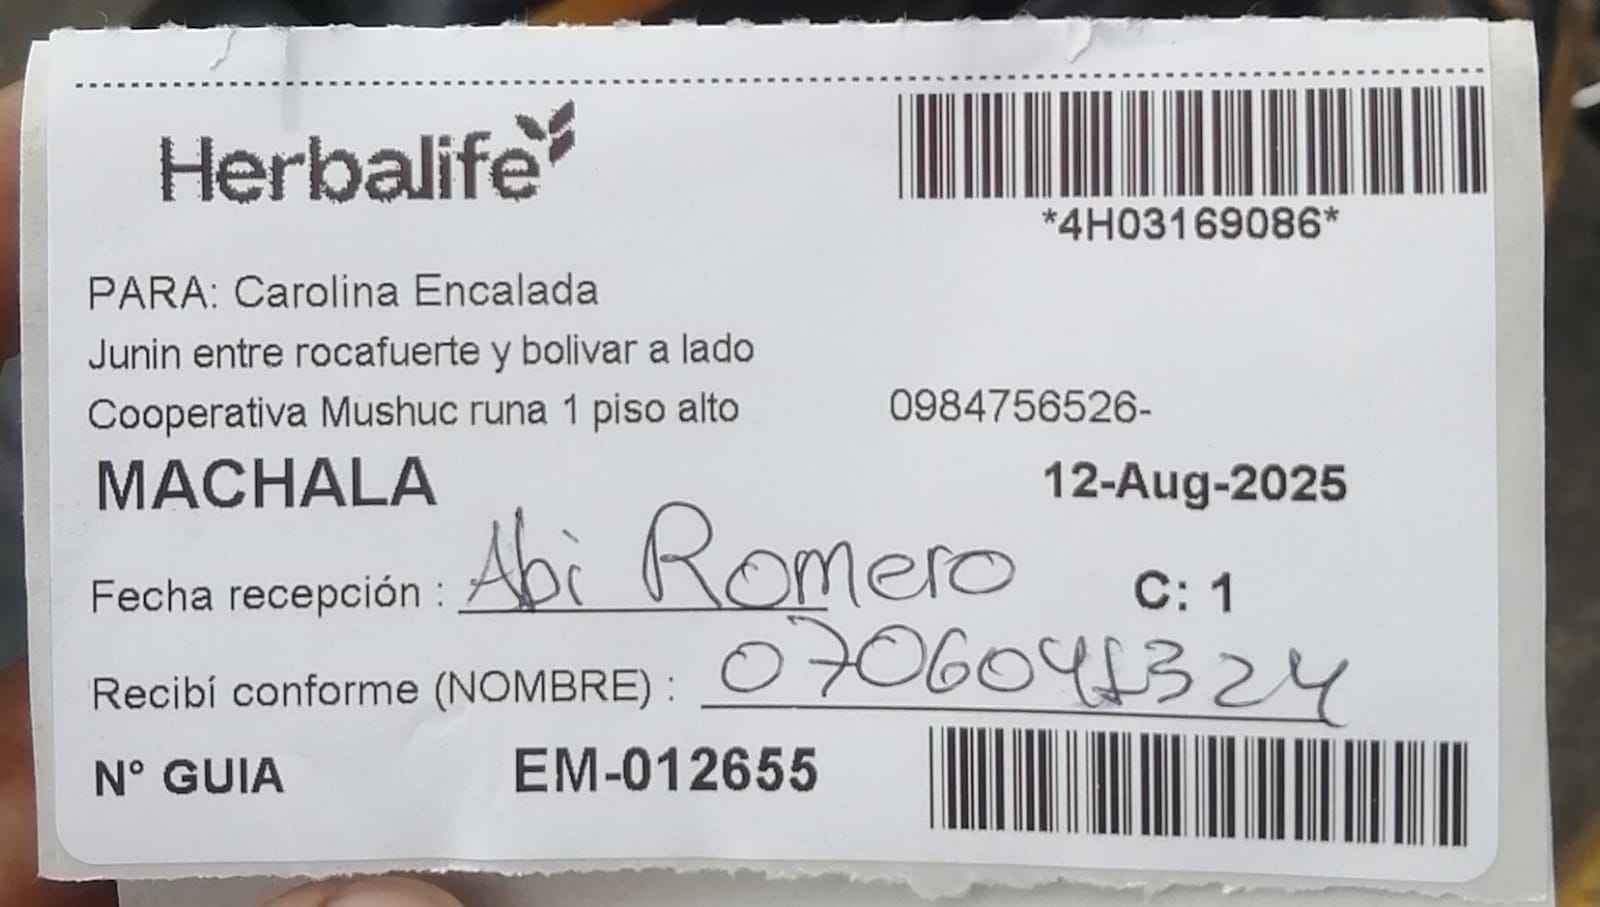 Herbalife
*4H03169086*
PARA: Carolina Encalada
Junin entre rocafuerte y bolivar a lado
Cooperativa Mushuc runa 1 piso alto 0984756526-
MACHALA 12-Aug-2025
Fecha recepción : Abi Romero C: 1
Recibí conforme (NOMBRE) : 0706041324
N° GUIA EM-012655